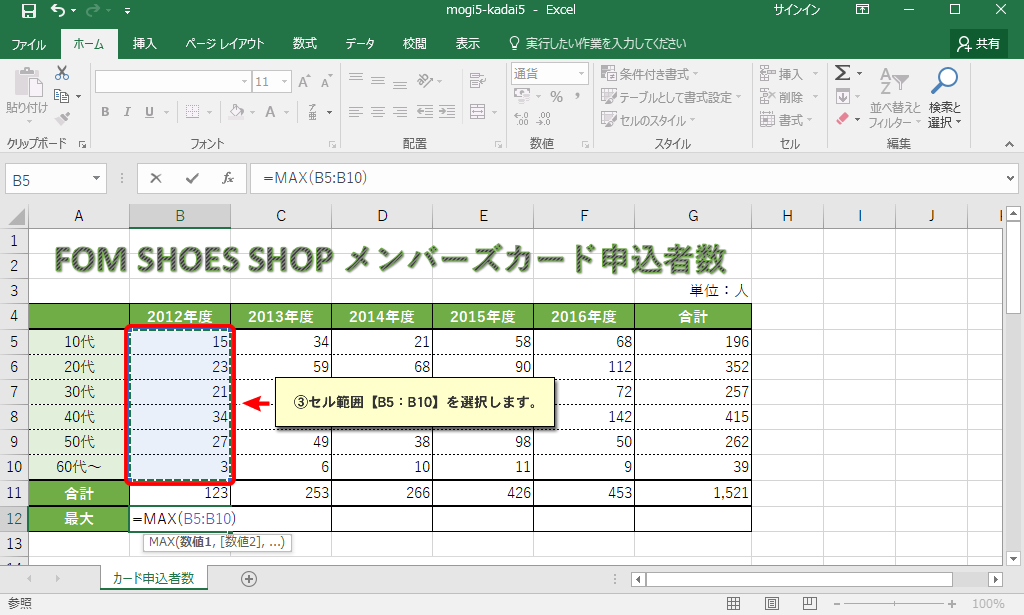 mogi5-kadai5 - Excel サインイン
ファイル ホーム 挿入 ページ レイアウト 数式 データ 校閲 表示 実行したい作業を入力してください 共有
貼り付け
11
B I U A
通貨
% ,
条件付き書式
テーブルとして書式設定
セルのスタイル
挿入
削除
書式
並べ替えと
フィルター
検索と
選択
クリップボード フォント 配置 数値 スタイル セル 編集
B5 fx =MAX(B5:B10)
A B C D E F G H I J
1
2
FOM SHOES SHOP メンバーズカード申込者数
3 単位：人
4 2012年度 2013年度 2014年度 2015年度 2016年度 合計
5 10代 15 34 21 58 68 196
6 20代 23 59 68 90 112 352
7 30代 21 72 257
③セル範囲【B5：B10】を選択します。
8 40代 34 142 415
9 50代 27 49 38 98 50 262
10 60代～ 3 6 10 11 9 39
11 合計 123 253 266 426 453 1,521
12 最大 =MAX(B5:B10)
13 MAX(数値1, [数値2], ...)
カード申込者数
参照 100%